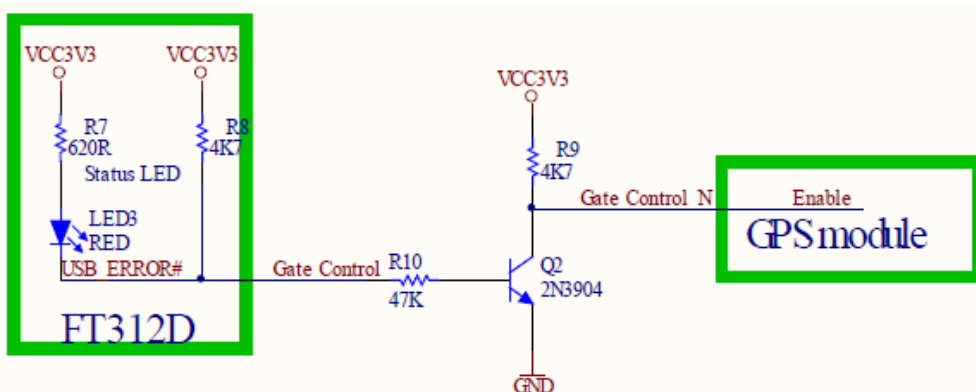 VCC3V3
VCC3V3
R7
620R
R8
4K7
Status LED
LED3
RED
USB_ERROR#
FT312D
Gate Control
R10
47K
VCC3V3
R9
4K7
Gate Control_N
Q2
2N3904
GND
Enable
GPS module